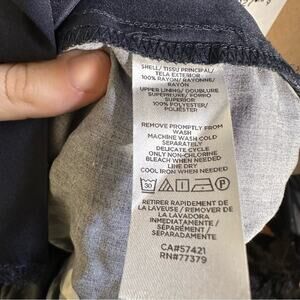 SHELL/ TISSU PRINCIPAL/
TELA EXTERIOR
100% RAYON/ RAYONNE/
RAYÓN
UPPER LINING/ DOUBLURE
SUPERIEURE/ FORRO
SUPERIOR
100% POLYESTER/
POLIÉSTER
REMOVE PROMPTLY FROM
WASH
MACHINE WASH COLD
SEPARATELY
DELICATE CYCLE
ONLY NON-CHLORINE
BLEACH WHEN NEEDED
LINE DRY
COOL IRON WHEN NEEDED
30
P
RETIRER RAPIDEMENT DE
LA LAVEUSE / REMOVER DE
LA LAVADORA
INMEDIATAMENTE /
SÉPARÉMENT /
SEPARADAMENTE
CA#57421
RN#77379